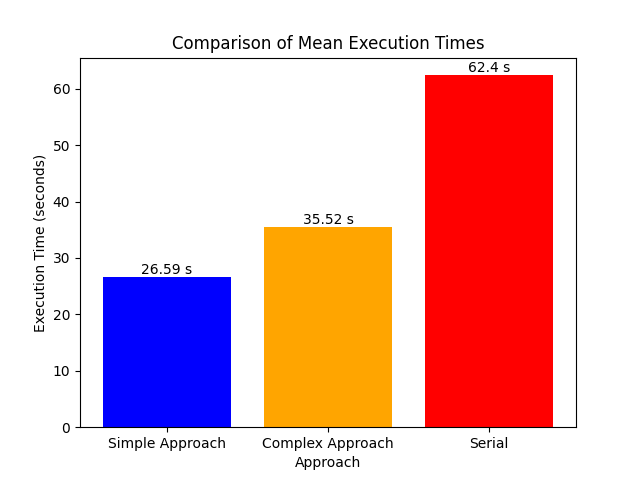 Comparison of Mean Execution Times
62.4 s
35.52 s
26.59 s
60
50
40
30
20
10
0
Execution Time (seconds)
Simple Approach
Complex Approach
Serial
Approach